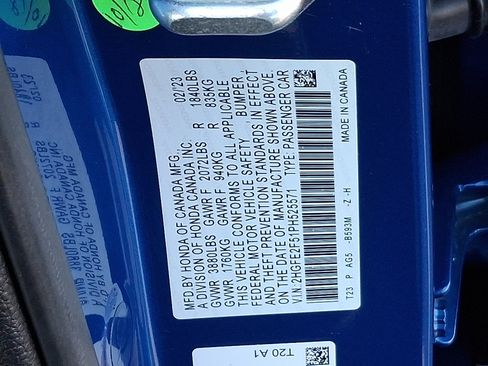 MFD BY HONDA OF CANADA MFG. 02/23
A DIVISION OF HONDA CANADA INC
GVWR 3880LBS GAWR F 2072LBS R 1840LBS
GVWR 1760KG GAWR F 940KG R 835KG
THIS VEHICLE CONFORMS TO ALL APPLICABLE
FEDERAL MOTOR VEHICLE SAFETY, BUMPER,
AND THEFT PREVENTION STANDARDS IN EFFECT
ON THE DATE OF MANUFACTURE SHOWN ABOVE.
V.I.N.:2HGFE2F51PH525571 TYPE:PASSENGER CAR
T23 P AG5 -B593M -Z -H MADE IN CANADA
T20 A1